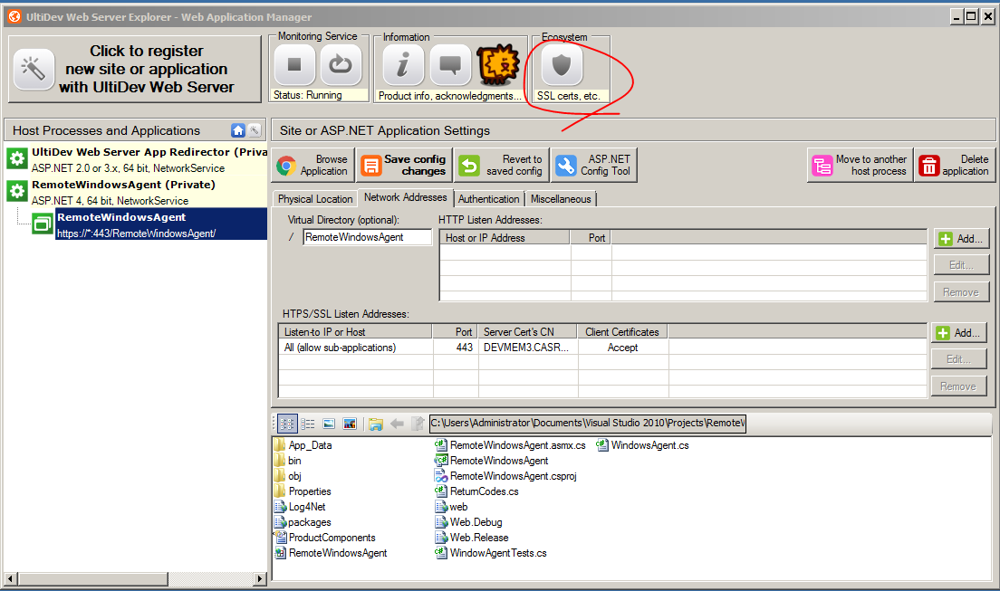 UltiDev Web Server Explorer - Web Application Manager
Click to register
new site or application
with UltiDev Web Server
Monitoring Service
Status: Running
Information
Product info, acknowledgments...
Ecosystem
SSL certs, etc.
Host Processes and Applications
UltiDev Web Server App Redirector (Priva
ASP.NET 2.0 or 3.x, 64 bit, NetworkService
RemoteWindowsAgent (Private)
ASP.NET 4, 64 bit, NetworkService
RemoteWindowsAgent
https://*:443/RemoteWindowsAgent/
Site or ASP.NET Application Settings
Browse
Application
Save config
changes
Revert to
saved config
ASP.NET
Config Tool
Move to another
host process
Delete
application
Physical Location
Network Addresses
Authentication
Miscellaneous
Virtual Directory (optional):
/ RemoteWindowsAgent
HTTP Listen Addresses:
Host or IP Address Port
Add...
Edit...
Remove
HTPS/SSL Listen Addresses:
Listen-to IP or Host Port Server Cert's CN Client Certificates
All (allow sub-applications) 443 DEVMEM3.CASR... Accept
Add...
Edit...
Remove
C:\Users\Administrator\Documents\Visual Studio 2010\Projects\Remote\
App_Data
bin
obj
Properties
Log4Net
packages
ProductComponents
RemoteWindowsAgent
RemoteWindowsAgent.asmx.cs
RemoteWindowsAgent
RemoteWindowsAgent.csproj
ReturnCodes.cs
web
Web.Debug
Web.Release
WindowAgentTests.cs
WindowsAgent.cs